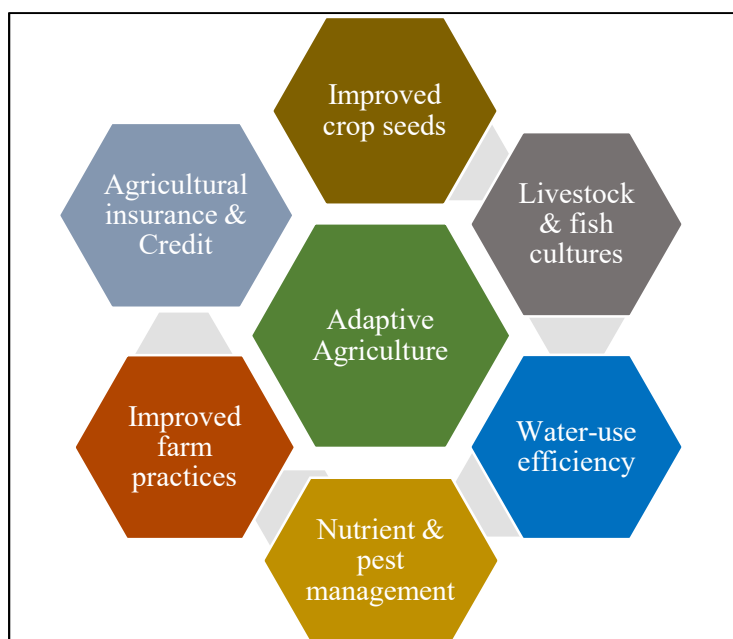 Improved
crop seeds
Livestock
& fish
cultures
Water-use
efficiency
Nutrient &
pest
management
Improved
farm
practices
Agricultural
insurance &
Credit
Adaptive
Agriculture